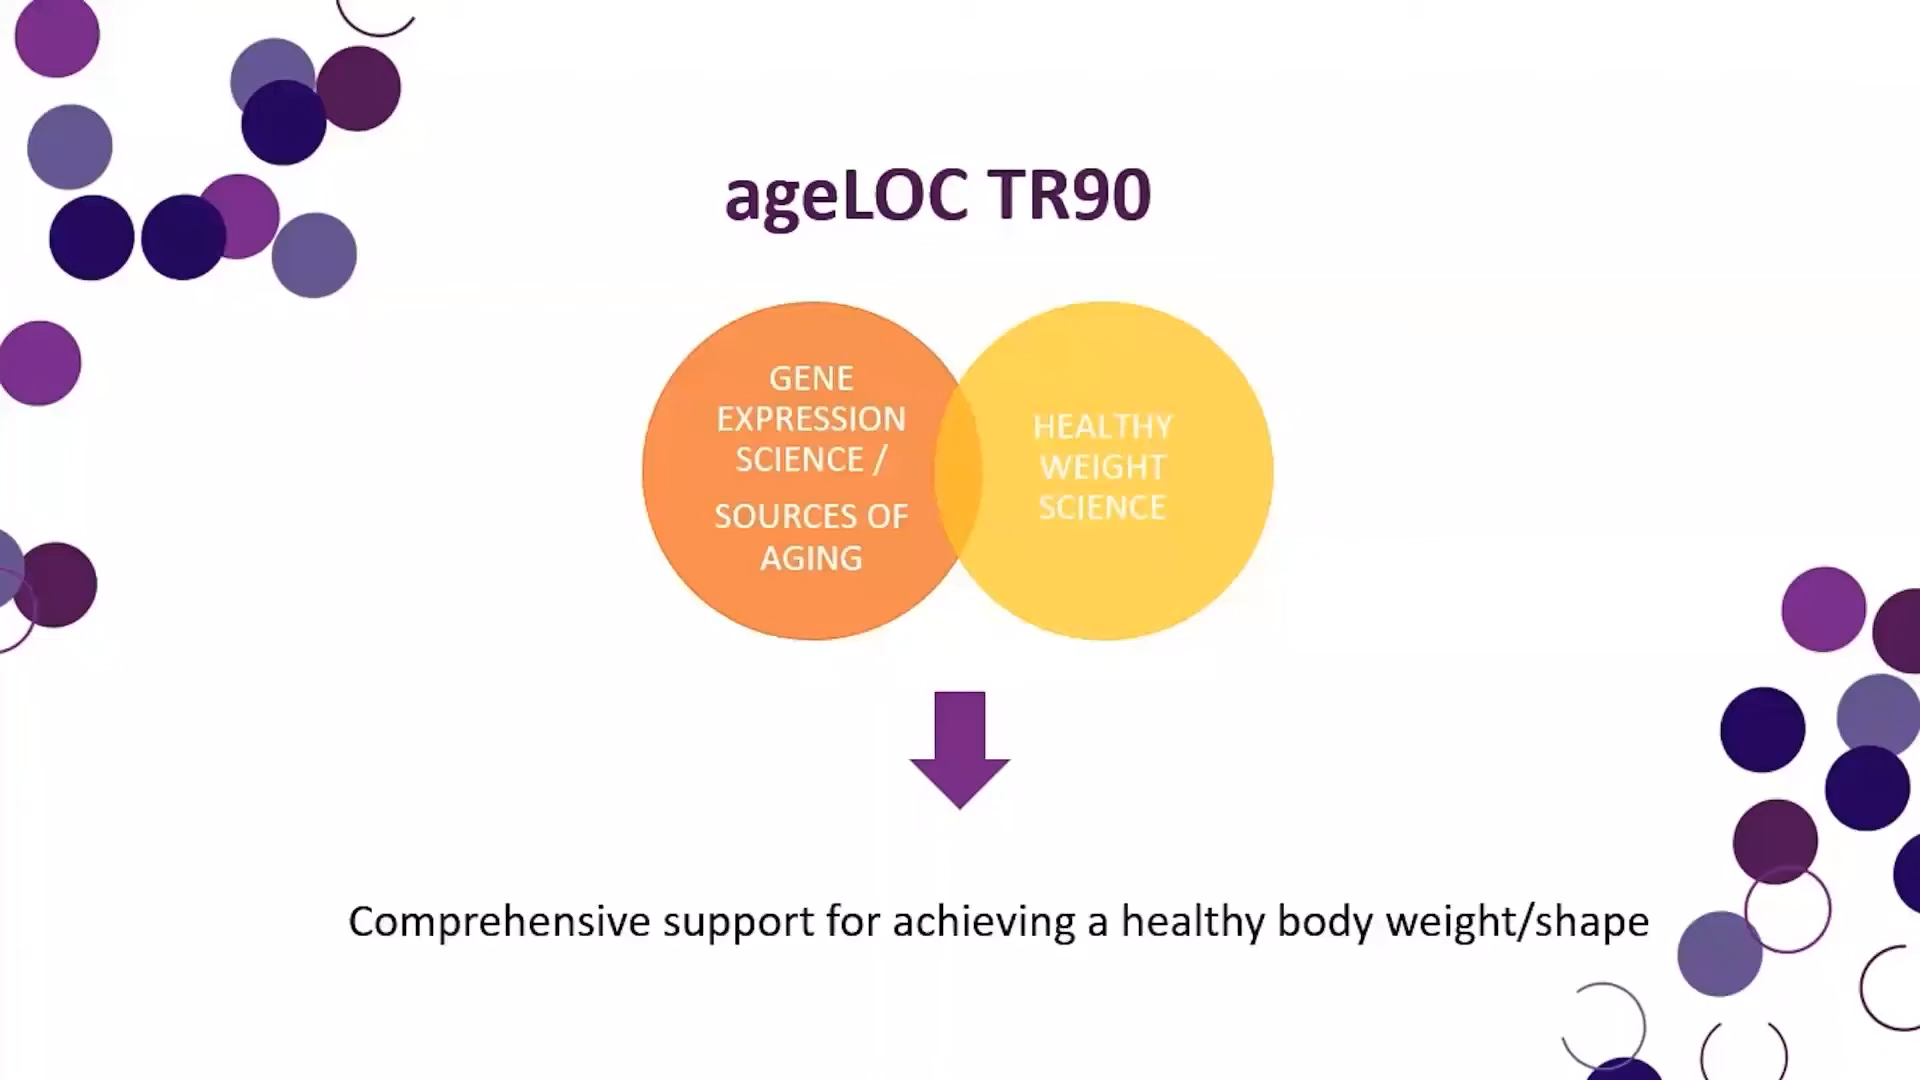 ageLOC TR90
GENE
EXPRESSION
SCIENCE /
SOURCES OF
AGING
HEALTHY
WEIGHT
SCIENCE
Comprehensive support for achieving a healthy body weight/shape